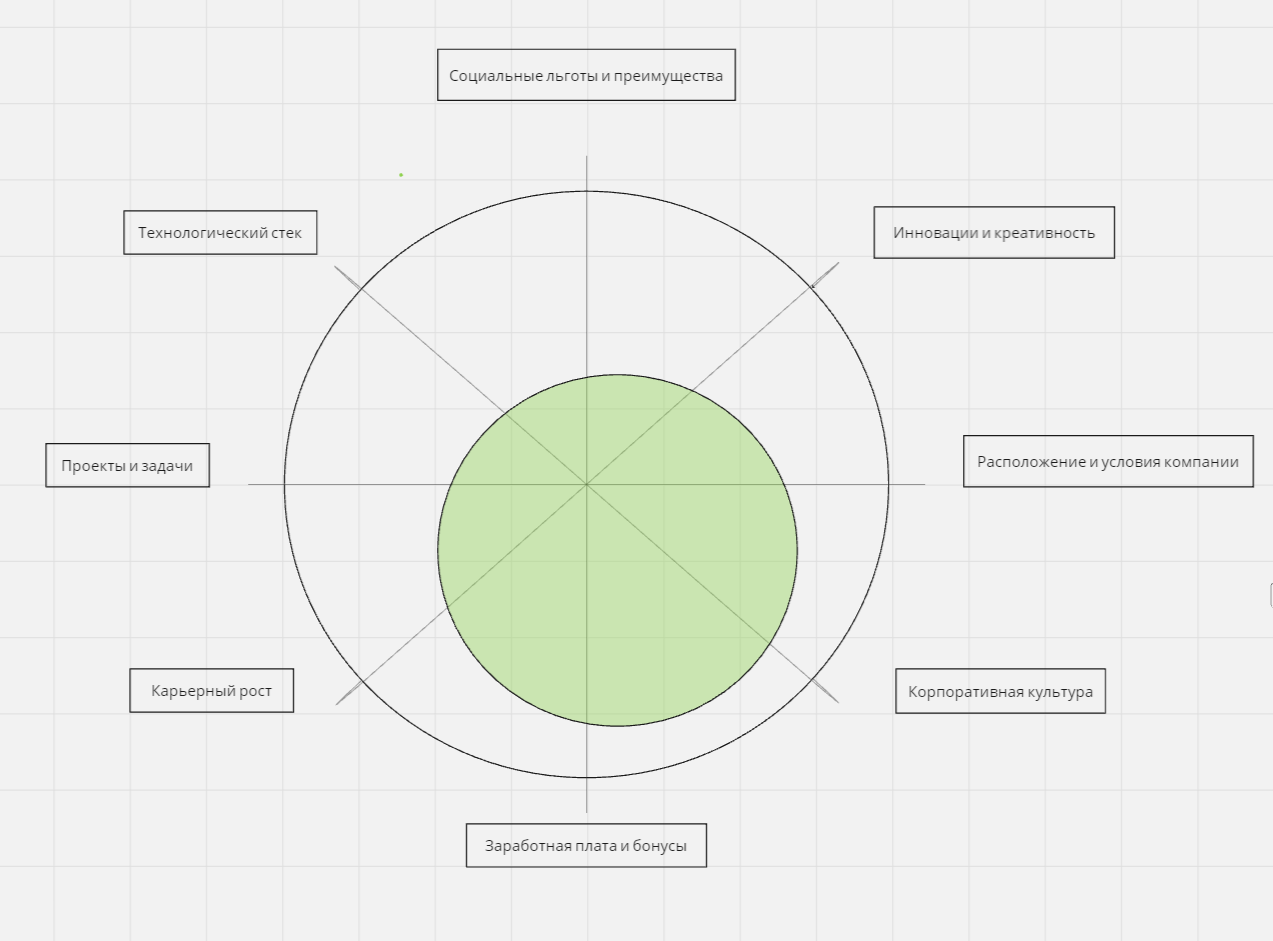 Социальные льготы и преимущества
Технологический стек
Инновации и креативность
Проекты и задачи
Расположение и условия компании
Карьерный рост
Корпоративная культура
Заработная плата и бонусы